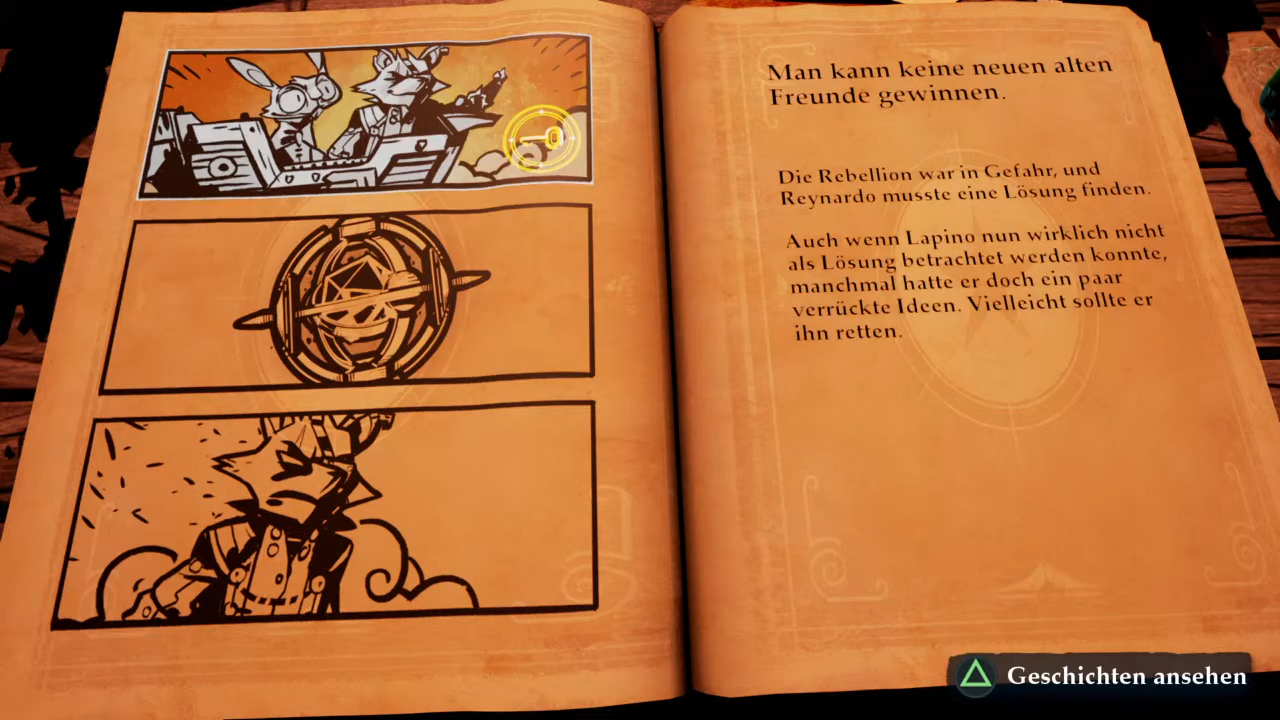 Man kann keine neuen alten
Freunde gewinnen.
Die Rebellion war in Gefahr, und
Reynardo musste eine Lösung finden.
Auch wenn Lapino nun wirklich nicht
als Lösung betrachtet werden konnte,
manchmal hatte er doch ein paar
verrückte Ideen. Vielleicht sollte er
ihn retten.
Geschichten ansehen